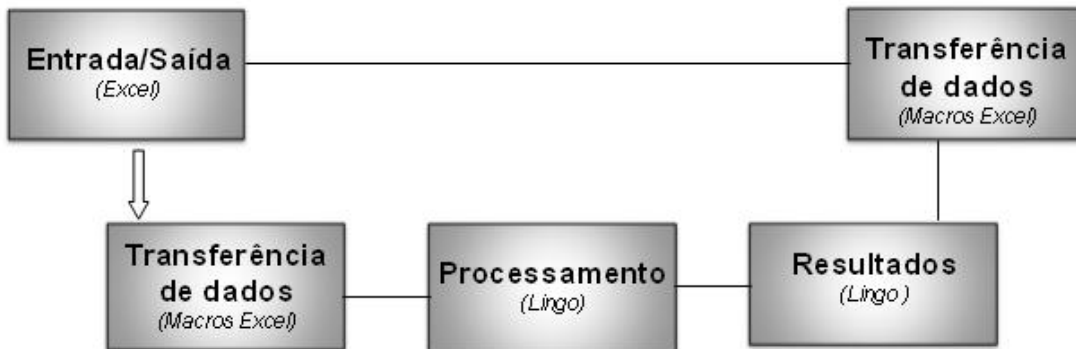 Entrada/Saída
(Excel)
Transferência
de dados
(Macros Excel)
Transferência
de dados
(Macros Excel)
Processamento
(Lingo)
Resultados
(Lingo )